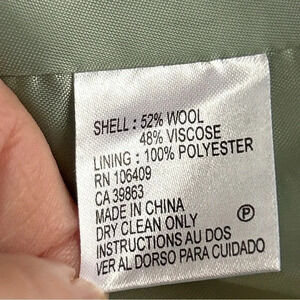 SHELL : 52% WOOL
48% VISCOSE
LINING : 100% POLYESTER
RN 106409
CA 39863
MADE IN CHINA
DRY CLEAN ONLY P
INSTRUCTIONS AU DOS
VER AL DORSO PARA CUIDADO